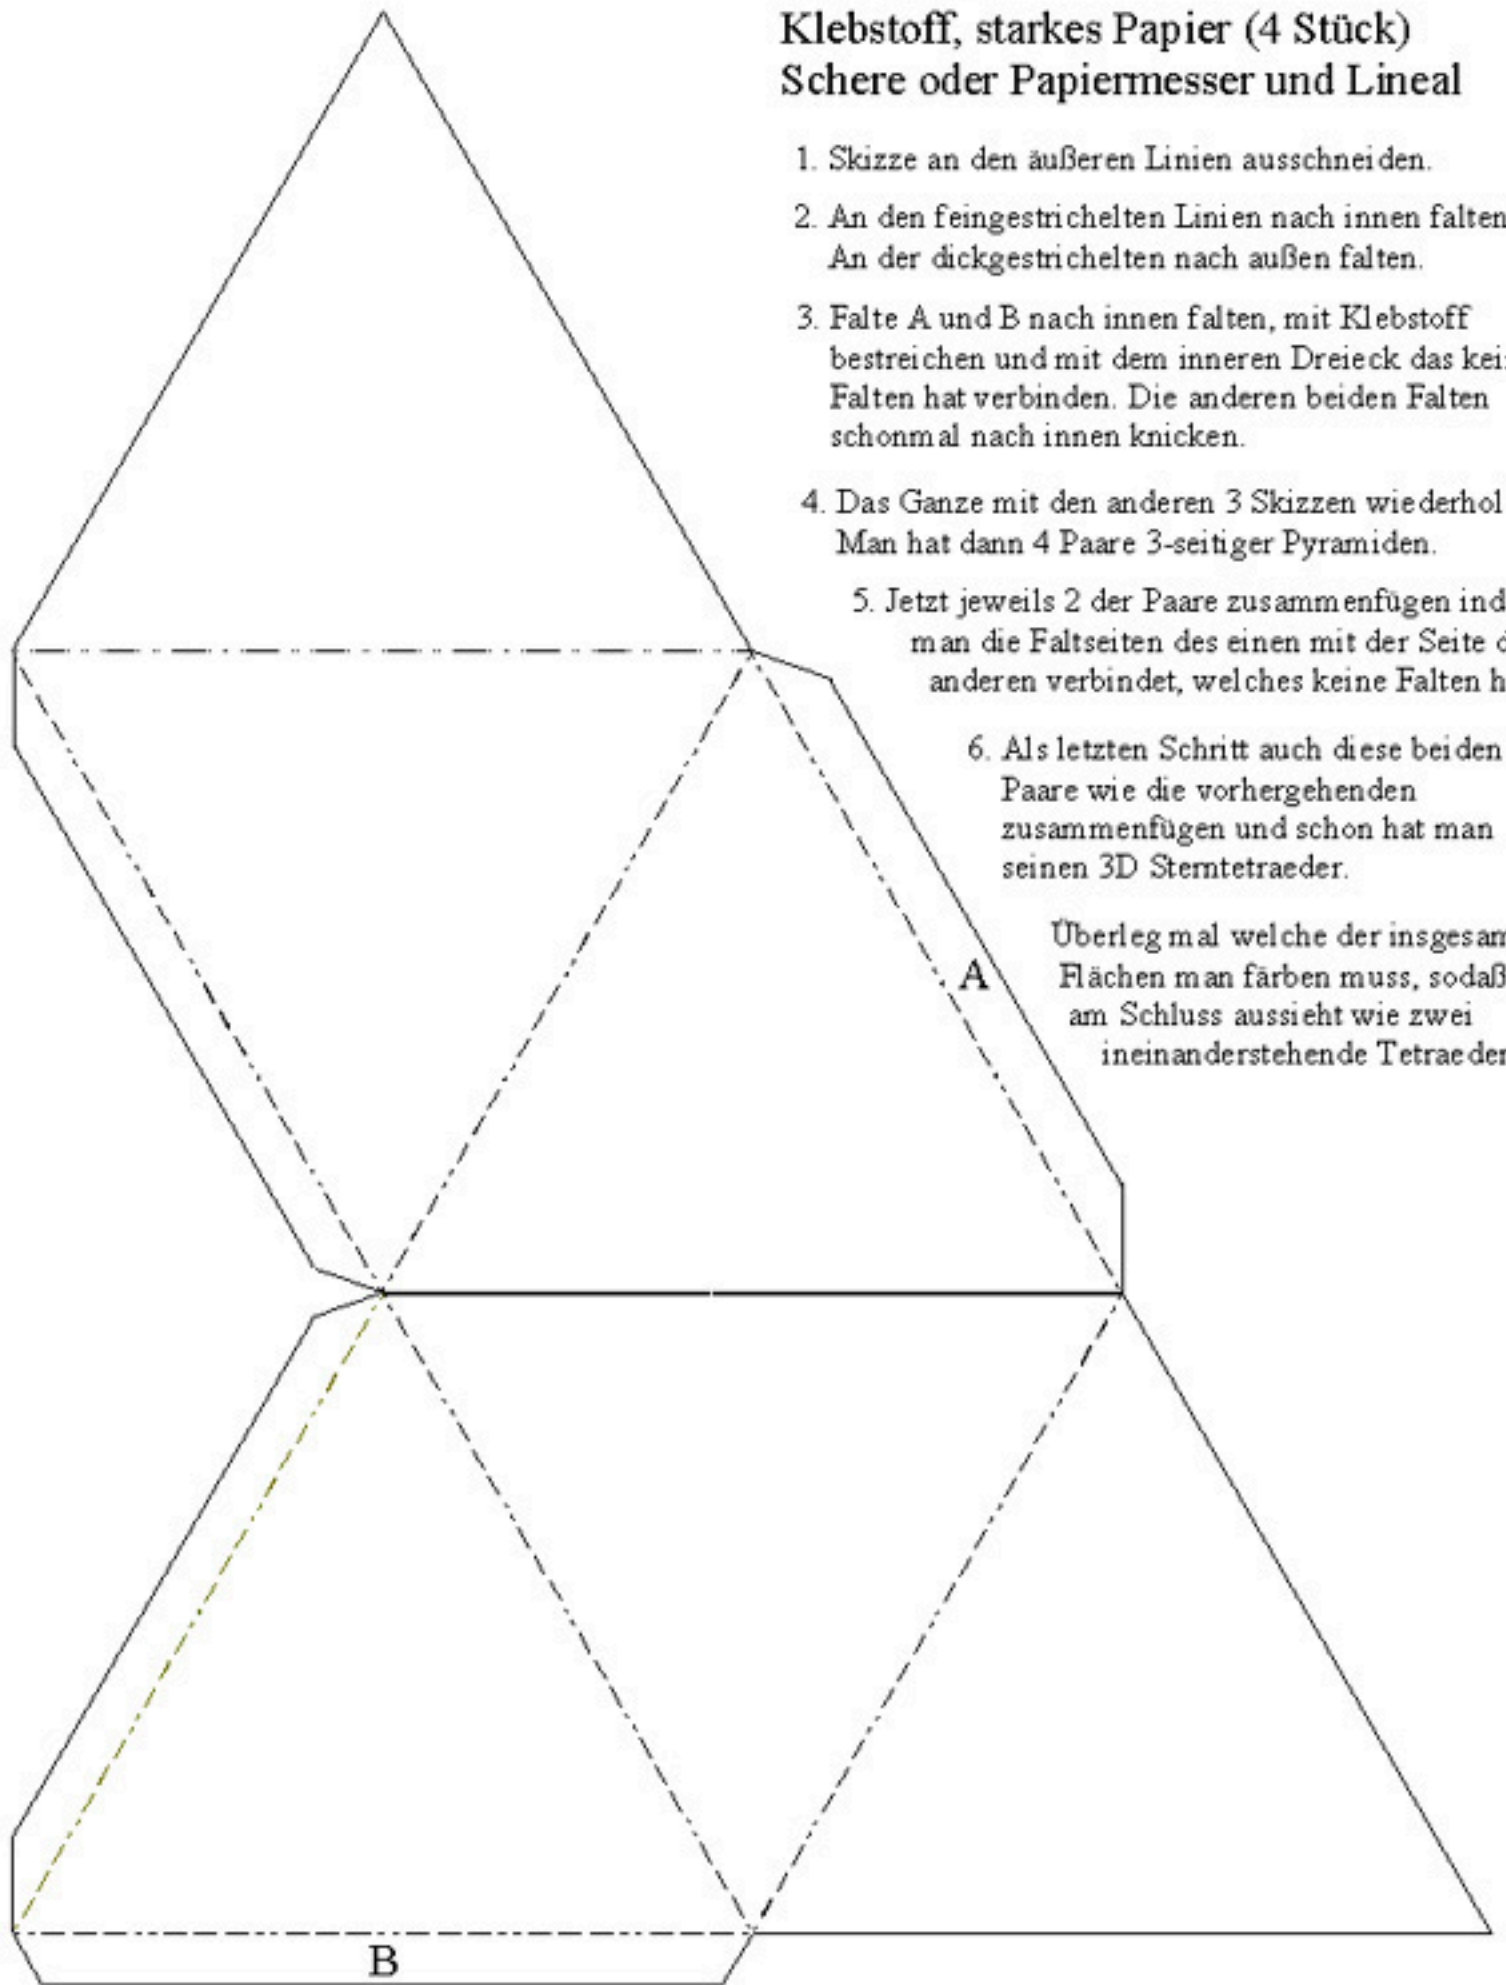 Klebstoff, starkes Papier (4 Stück)
Schere oder Papiermesser und Lineal
1. Skizze an den äußeren Linien ausschneiden.
2. An den feingestrichelten Linien nach innen falten
An der dickgestrichelten nach außen falten.
3. Falte A und B nach innen falten, mit Klebstoff
bestreichen und mit dem inneren Dreieck das
Falten hat verbinden. Die anderen beiden Falten
schonmal nach innen knicken.
4. Das Ganze mit den anderen 3 Skizzen
Man hat dann 4 Paare 3-seitiger Pyramiden.
5. Jetzt jeweils 2 der Paare zusammenfügen
man die Faltseiten des einen mit der Seite
anderen verbindet, welches keine Falten
6. Als letzten Schritt auch diese beiden
Paare wie die vorhergehenden
zusammenfügen und schon hat man
seinen 3D Sterntetraeder.
Überleg mal welche der
A
Flächen man färben muss, sodaß
am Schluss aussieht wie zwei
ineinanderstehende Tetraeder
B